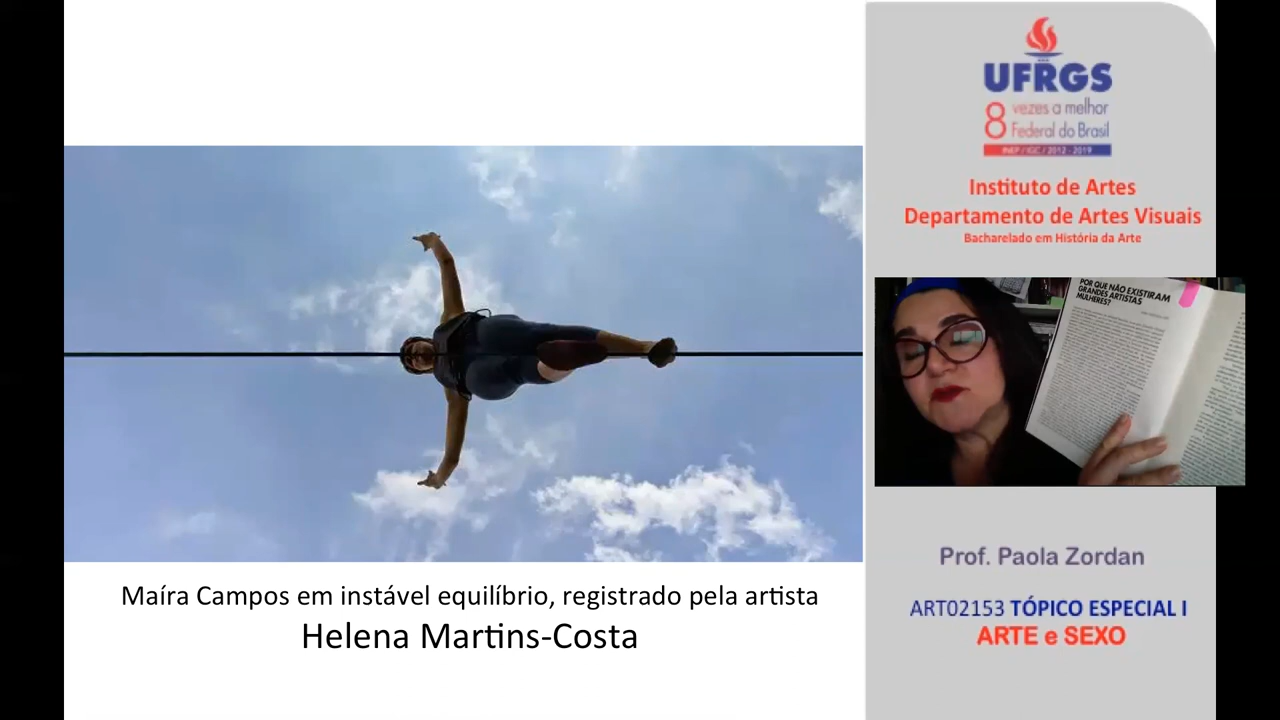 UFRGS
8 vezes a melhor
Federal do Brasil
INEP / IGC / 2012 - 2019
Instituto de Artes
Departamento de Artes Visuais
Bacharelado em História da Arte
POR QUE NÃO EXISTIRAM
GRANDES ARTISTAS
MULHERES?
Maíra Campos em instável equilíbrio, registrado pela artista
Helena Martins-Costa
Prof. Paola Zordan
ART02153 TÓPICO ESPECIAL I
ARTE e SEXO